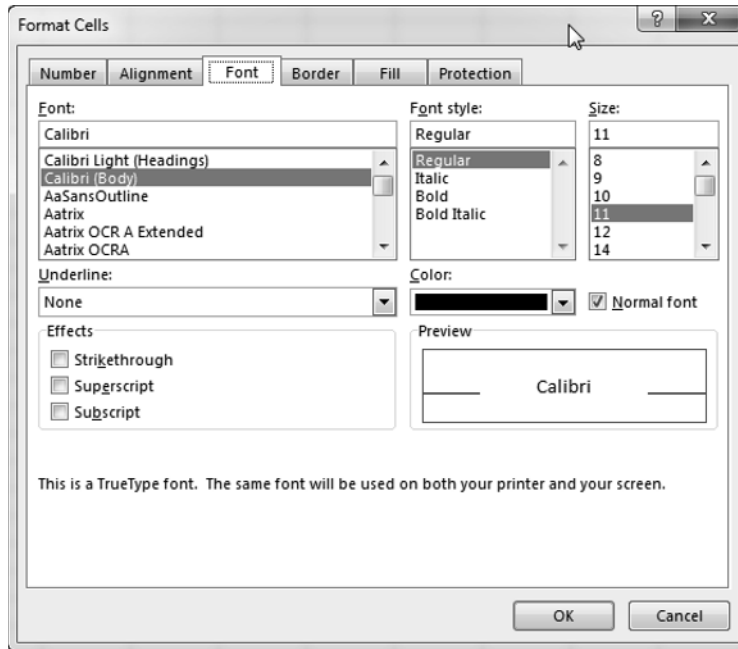 Format Cells
?
Number Alignment Font Border Fill Protection
Font: Font style: Size:
Calibri Regular 11
Calibri Light (Headings) Regular 8
Calibri (Body) Italic 9
AaSansOutline Bold 10
Aatrix Bold Italic 11
Aatrix OCR A Extended 12
Aatrix OCRA 14
Underline: Color:
None Normal font
Effects Preview
Strikethrough
Superscript Calibri
Subscript
This is a TrueType font. The same font will be used on both your printer and your screen.
OK Cancel